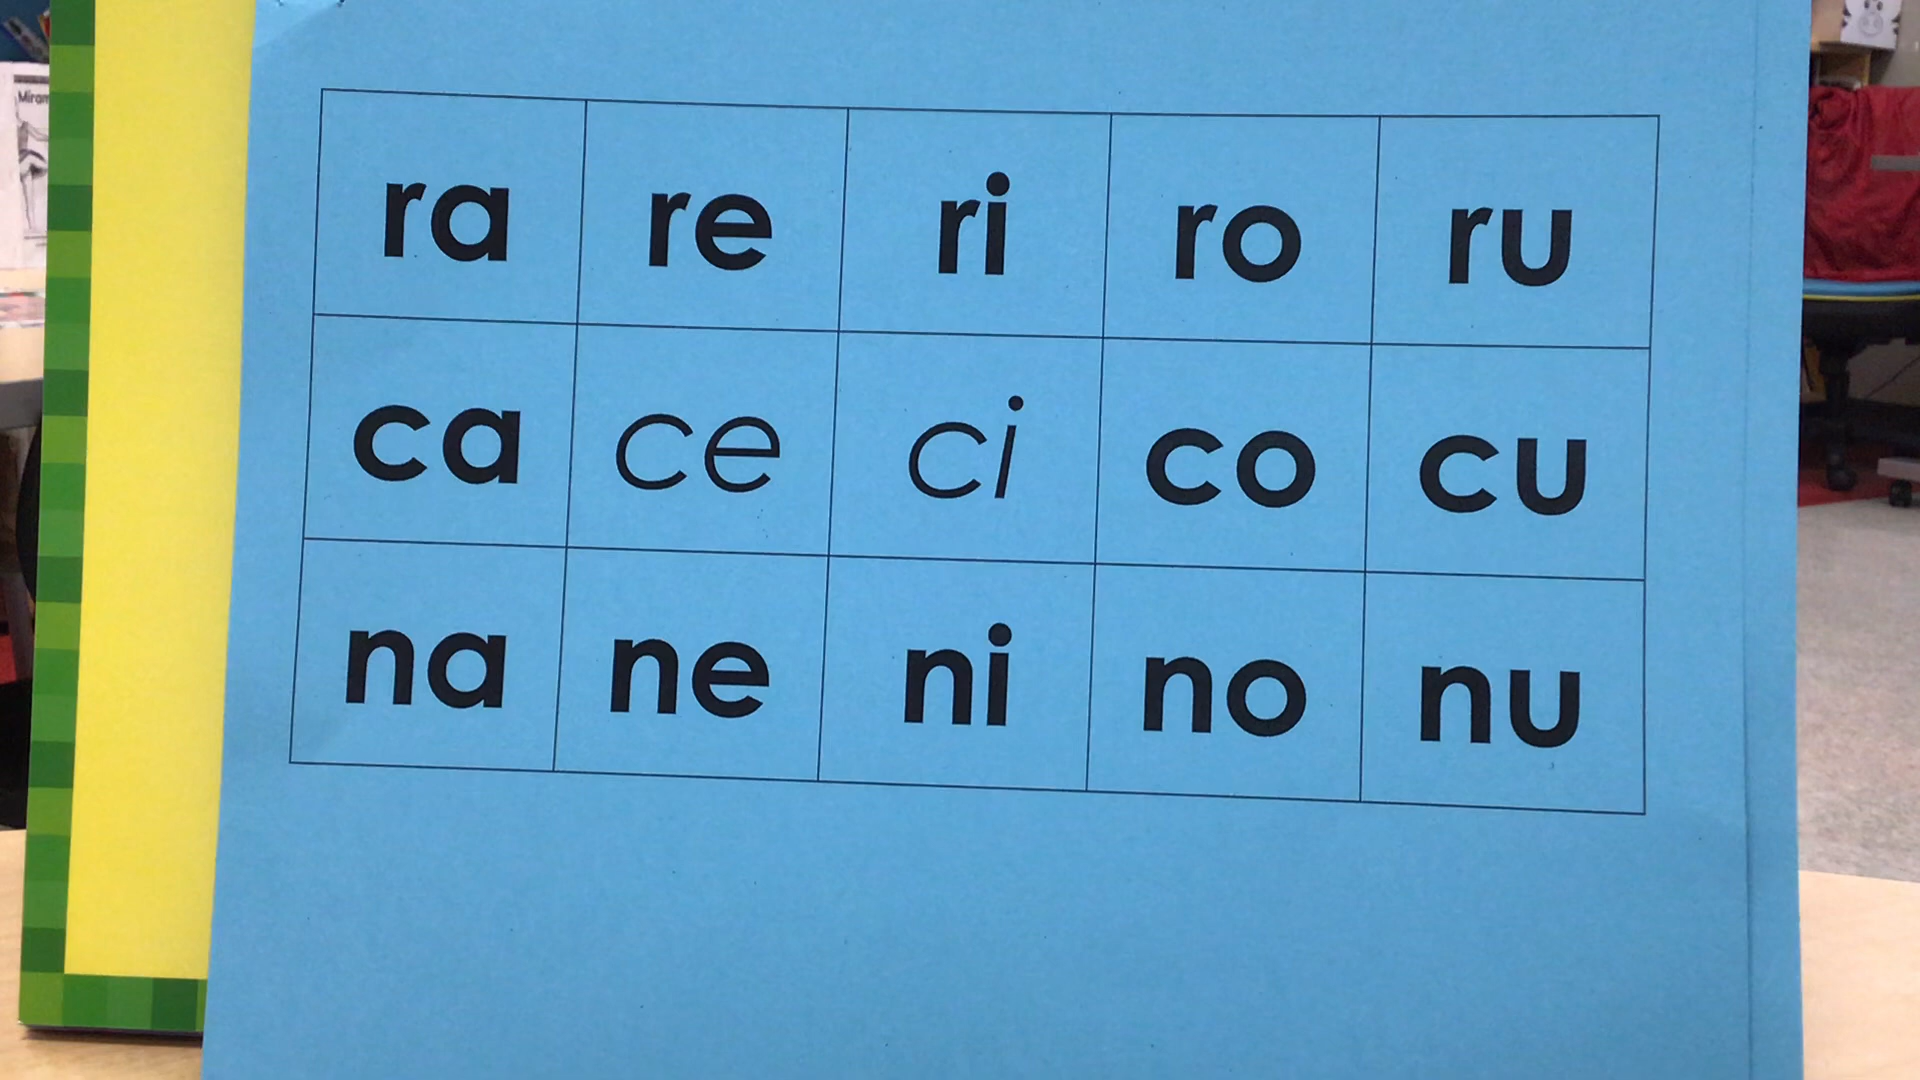 ra re ri ro ru
ca ce ci co cu
na ne ni no nu